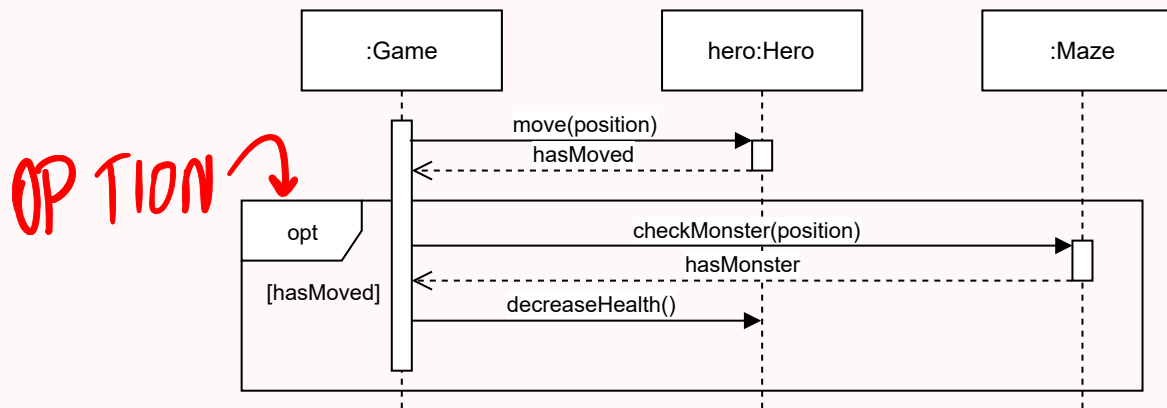 :Game
hero:Hero
:Maze
move(position)
hasMoved
OPTION
opt
checkMonster(position)
hasMonster
[hasMoved]
decreaseHealth()